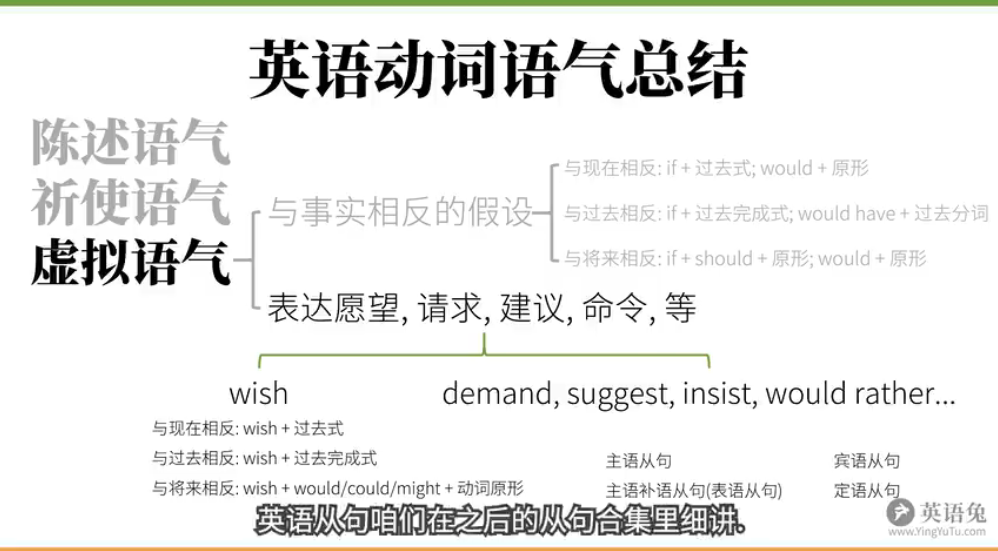 英语动词语气总结
陈述语气
祈使语气
虚拟语气
与事实相反的假设
与现在相反: if + 过去式; would + 原形
与过去相反: if + 过去完成式; would have + 过去分词
与将来相反: if + should + 原形; would + 原形
表达愿望, 请求, 建议, 命令, 等
wish
与现在相反: wish + 过去式
与过去相反: wish + 过去完成式
与将来相反: wish + would/could/might + 动词原形
demand, suggest, insist, would rather...
主语从句 宾语从句
主语补语从句(表语从句) 定语从句
英语从句咱们在之后的从句合集里细讲.
英语兔
www.YingYuTu.com